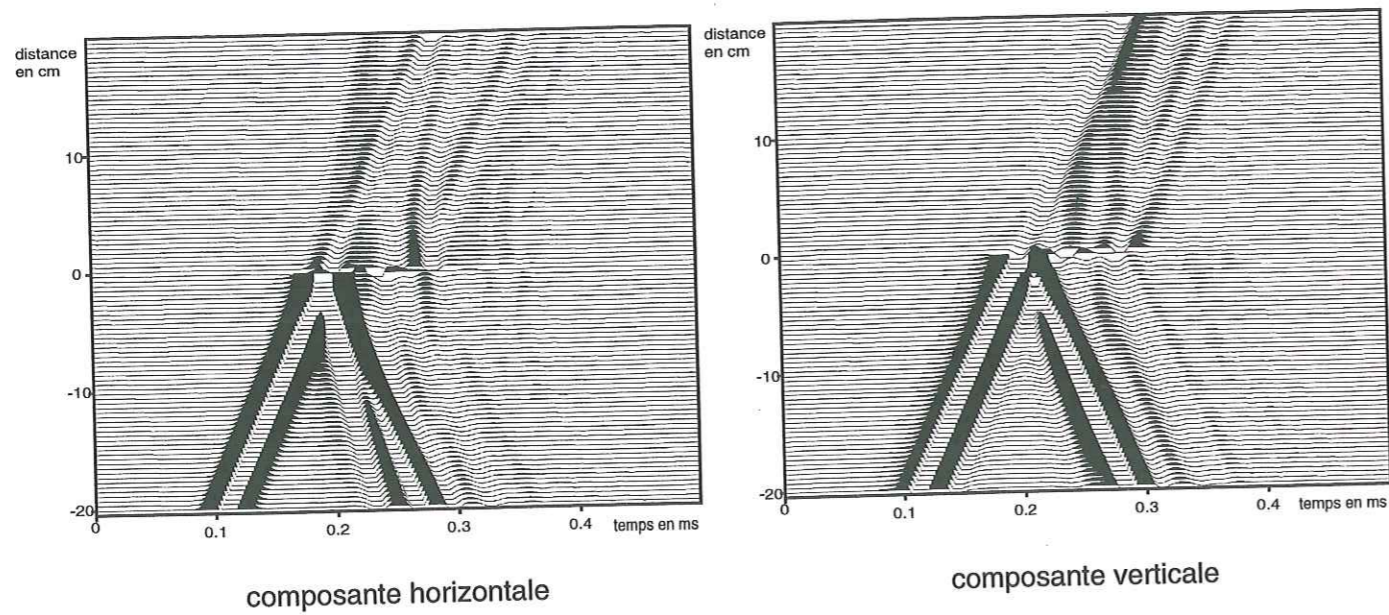 distance
en cm
10
0
-10
-20
0
0.1
0.2
0.3
0.4
temps en ms
composante horizontale
distance
en cm
10
0
-10
-20
0
0.1
0.2
0.3
0.4
temps en ms
composante verticale